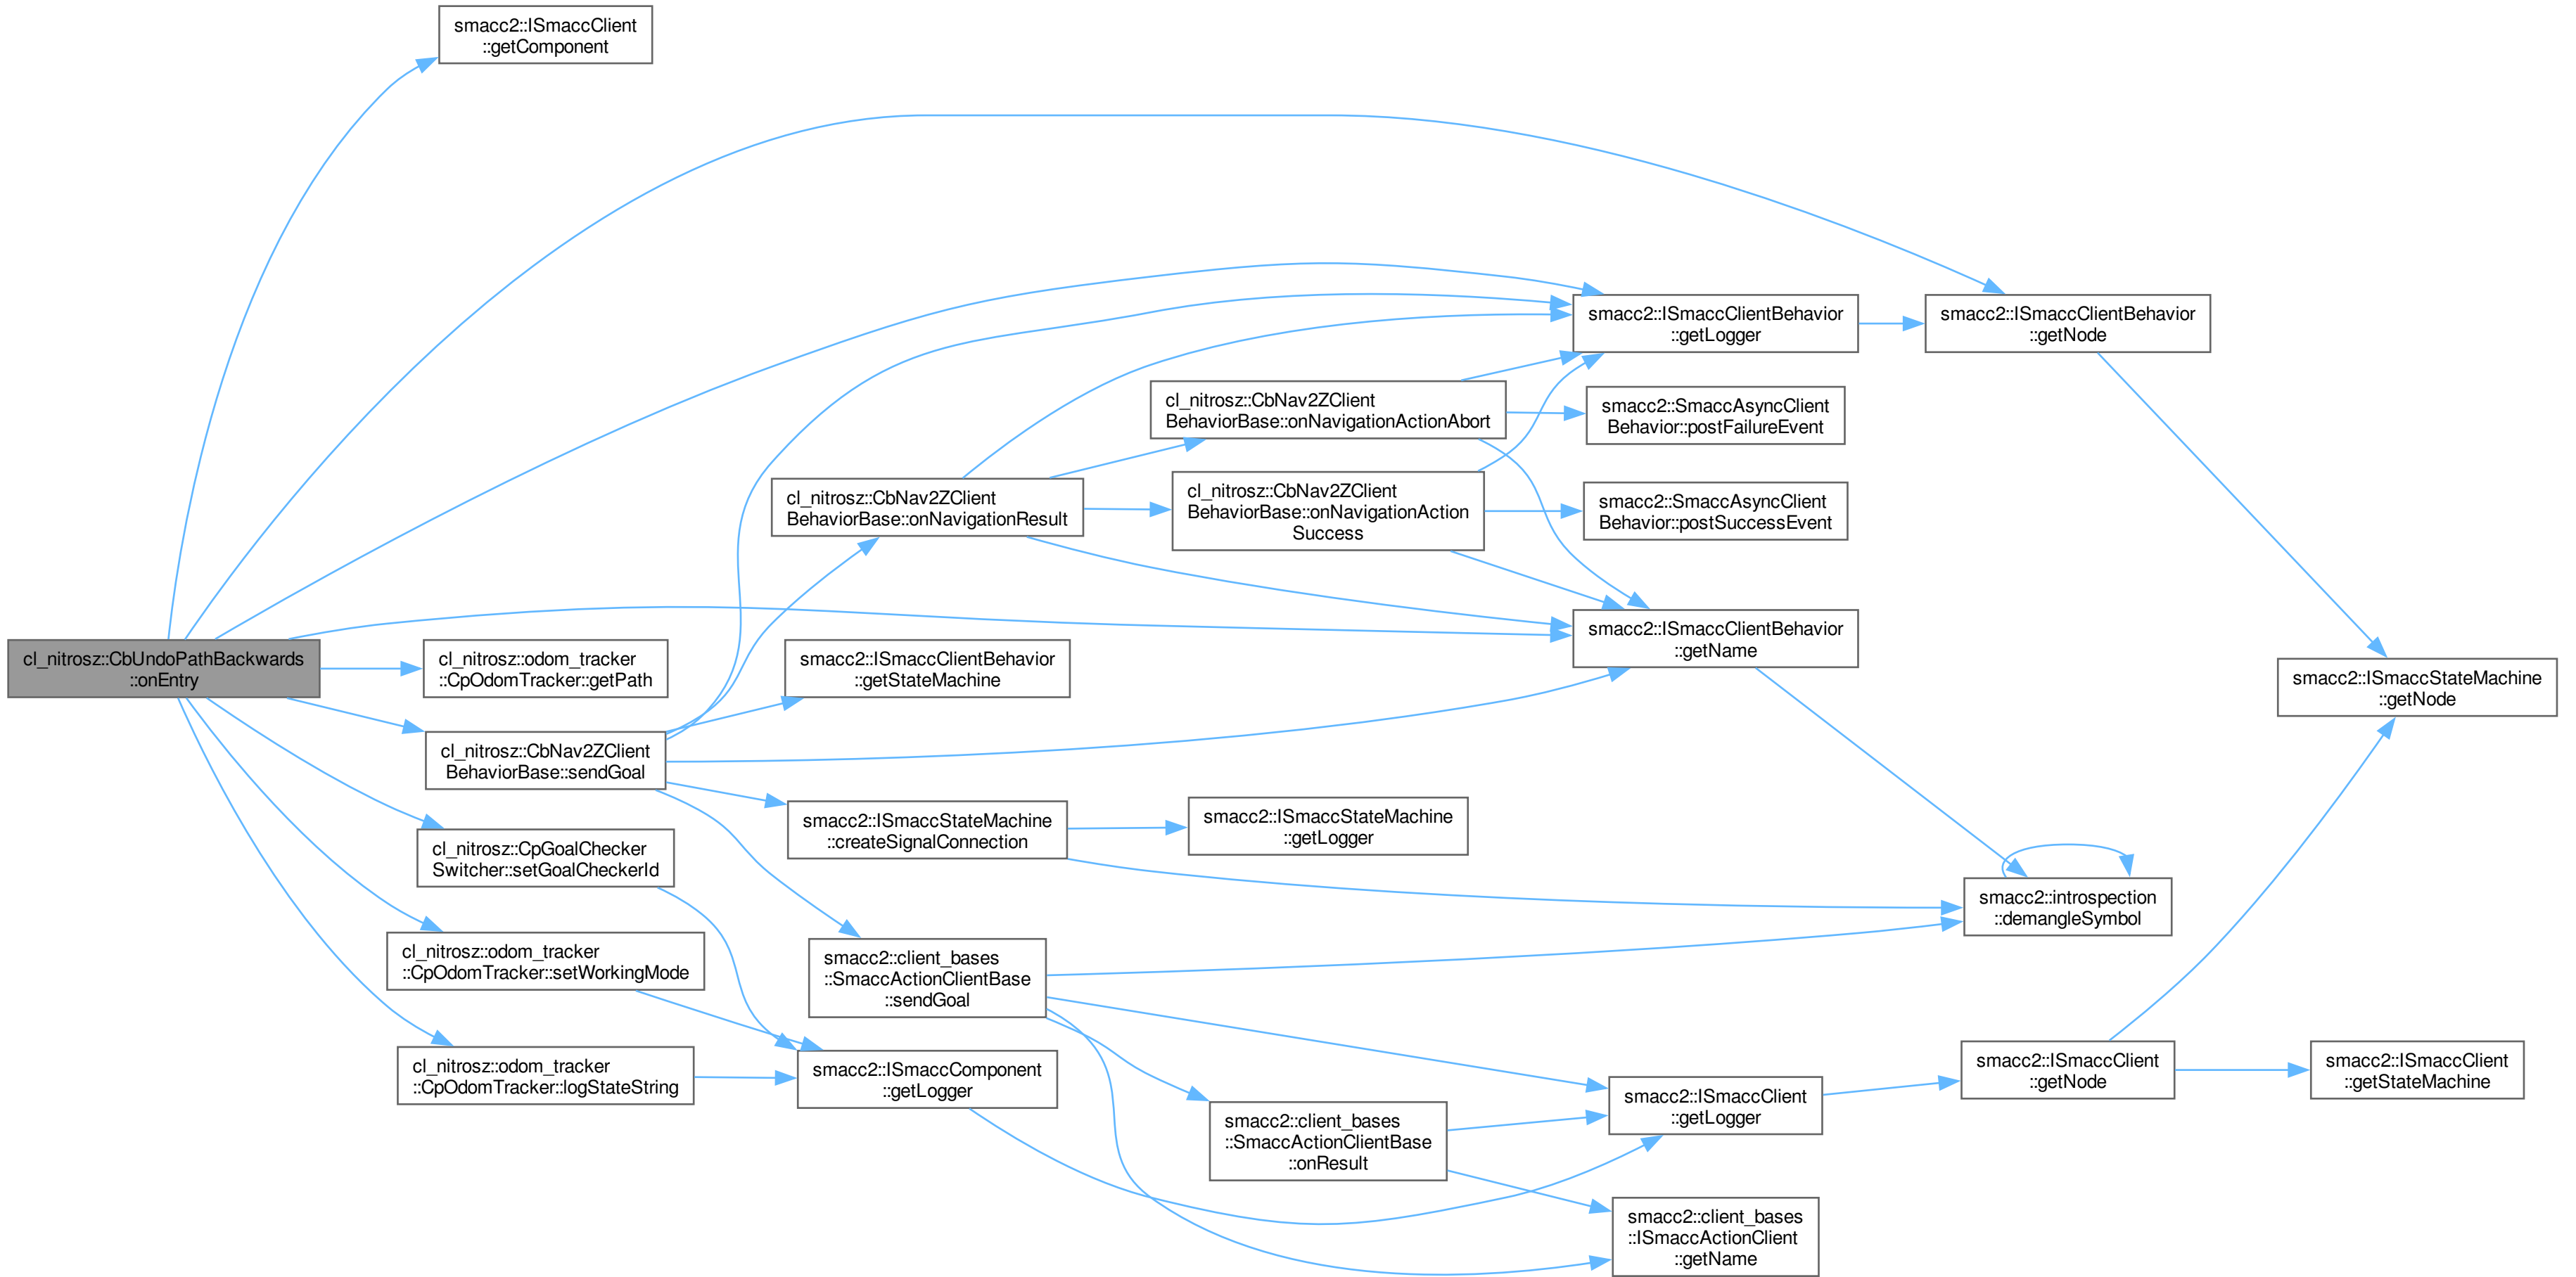 smacc2::ISmaccClient
::getComponent
smacc2::ISmaccClientBehavior
::getLogger
smacc2::ISmaccClientBehavior
::getNode
cl_nitrosz::CbNav2ZClient
BehaviorBase::onNavigationActionAbort
smacc2::SmaccAsyncClient
Behavior::postFailureEvent
cl_nitrosz::CbNav2ZClient
BehaviorBase::onNavigationResult
cl_nitrosz::CbNav2ZClient
BehaviorBase::onNavigationAction
Success
smacc2::SmaccAsyncClient
Behavior::postSuccessEvent
smacc2::ISmaccClientBehavior
::getName
cl_nitrosz::CbUndoPathBackwards
::onEntry
cl_nitrosz::odom_tracker
::CpOdomTracker::getPath
smacc2::ISmaccClientBehavior
::getStateMachine
smacc2::ISmaccStateMachine
::getNode
cl_nitrosz::CbNav2ZClient
BehaviorBase::sendGoal
smacc2::ISmaccStateMachine
::createSignalConnection
smacc2::ISmaccStateMachine
::getLogger
cl_nitrosz::CpGoalChecker
Switcher::setGoalCheckerId
smacc2::introspection
::demangleSymbol
cl_nitrosz::odom_tracker
::CpOdomTracker::setWorkingMode
smacc2::client_bases
::SmaccActionClientBase
::sendGoal
cl_nitrosz::odom_tracker
::CpOdomTracker::logStateString
smacc2::ISmaccComponent
::getLogger
smacc2::client_bases
::SmaccActionClientBase
::onResult
smacc2::ISmaccClient
::getLogger
smacc2::ISmaccClient
::getNode
smacc2::ISmaccClient
::getStateMachine
smacc2::client_bases
::ISmaccActionClient
::getName